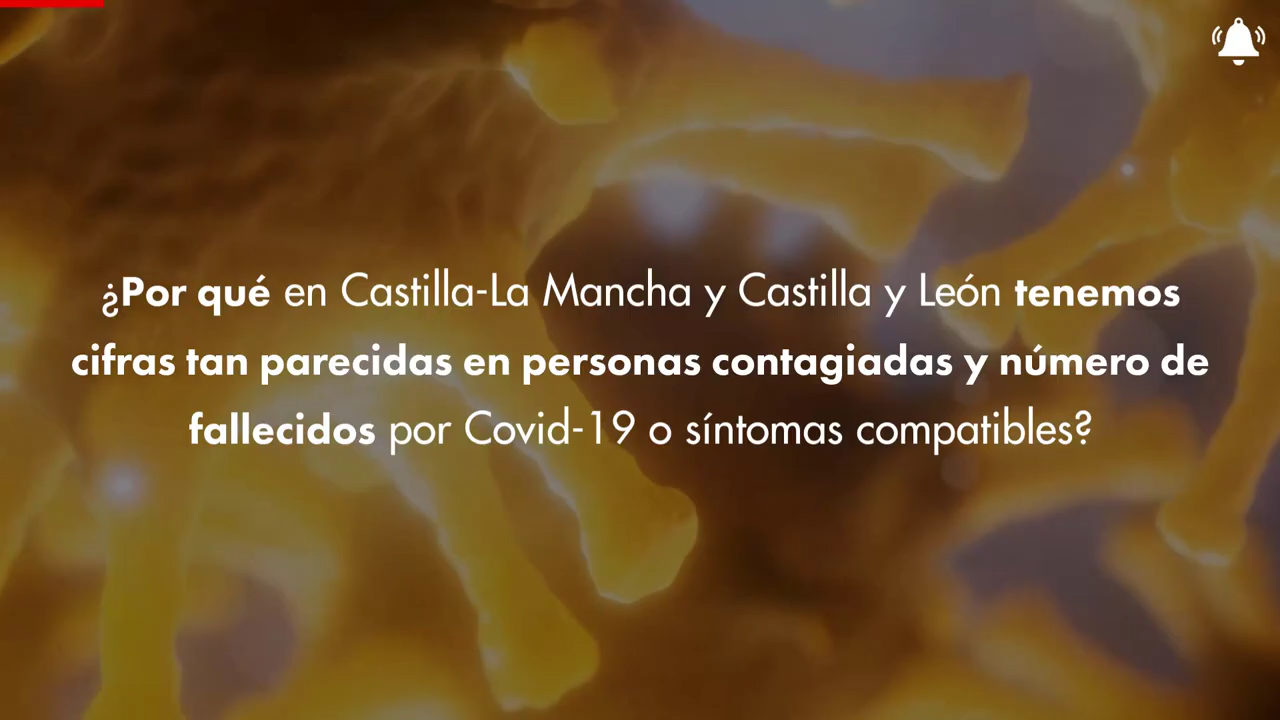 ¿Por qué en Castilla-La Mancha y Castilla y León tenemos
cifras tan parecidas en personas contagiadas y número de
fallecidos por Covid-19 o síntomas compatibles?